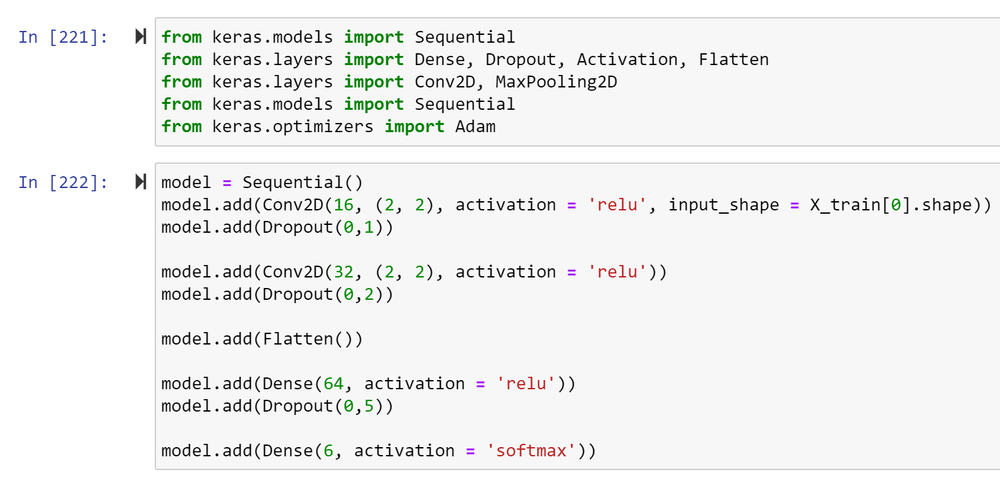 In [221]:
from keras.models import Sequential
from keras.layers import Dense, Dropout, Activation, Flatten
from keras.layers import Conv2D, MaxPooling2D
from keras.models import Sequential
from keras.optimizers import Adam
In [222]:
model = Sequential()
model.add(Conv2D(16, (2, 2), activation = 'relu', input_shape = X_train[0].shape))
model.add(Dropout(0,1))
model.add(Conv2D(32, (2, 2), activation = 'relu'))
model.add(Dropout(0,2))
model.add(Flatten())
model.add(Dense(64, activation = 'relu'))
model.add(Dropout(0,5))
model.add(Dense(6, activation = 'softmax'))